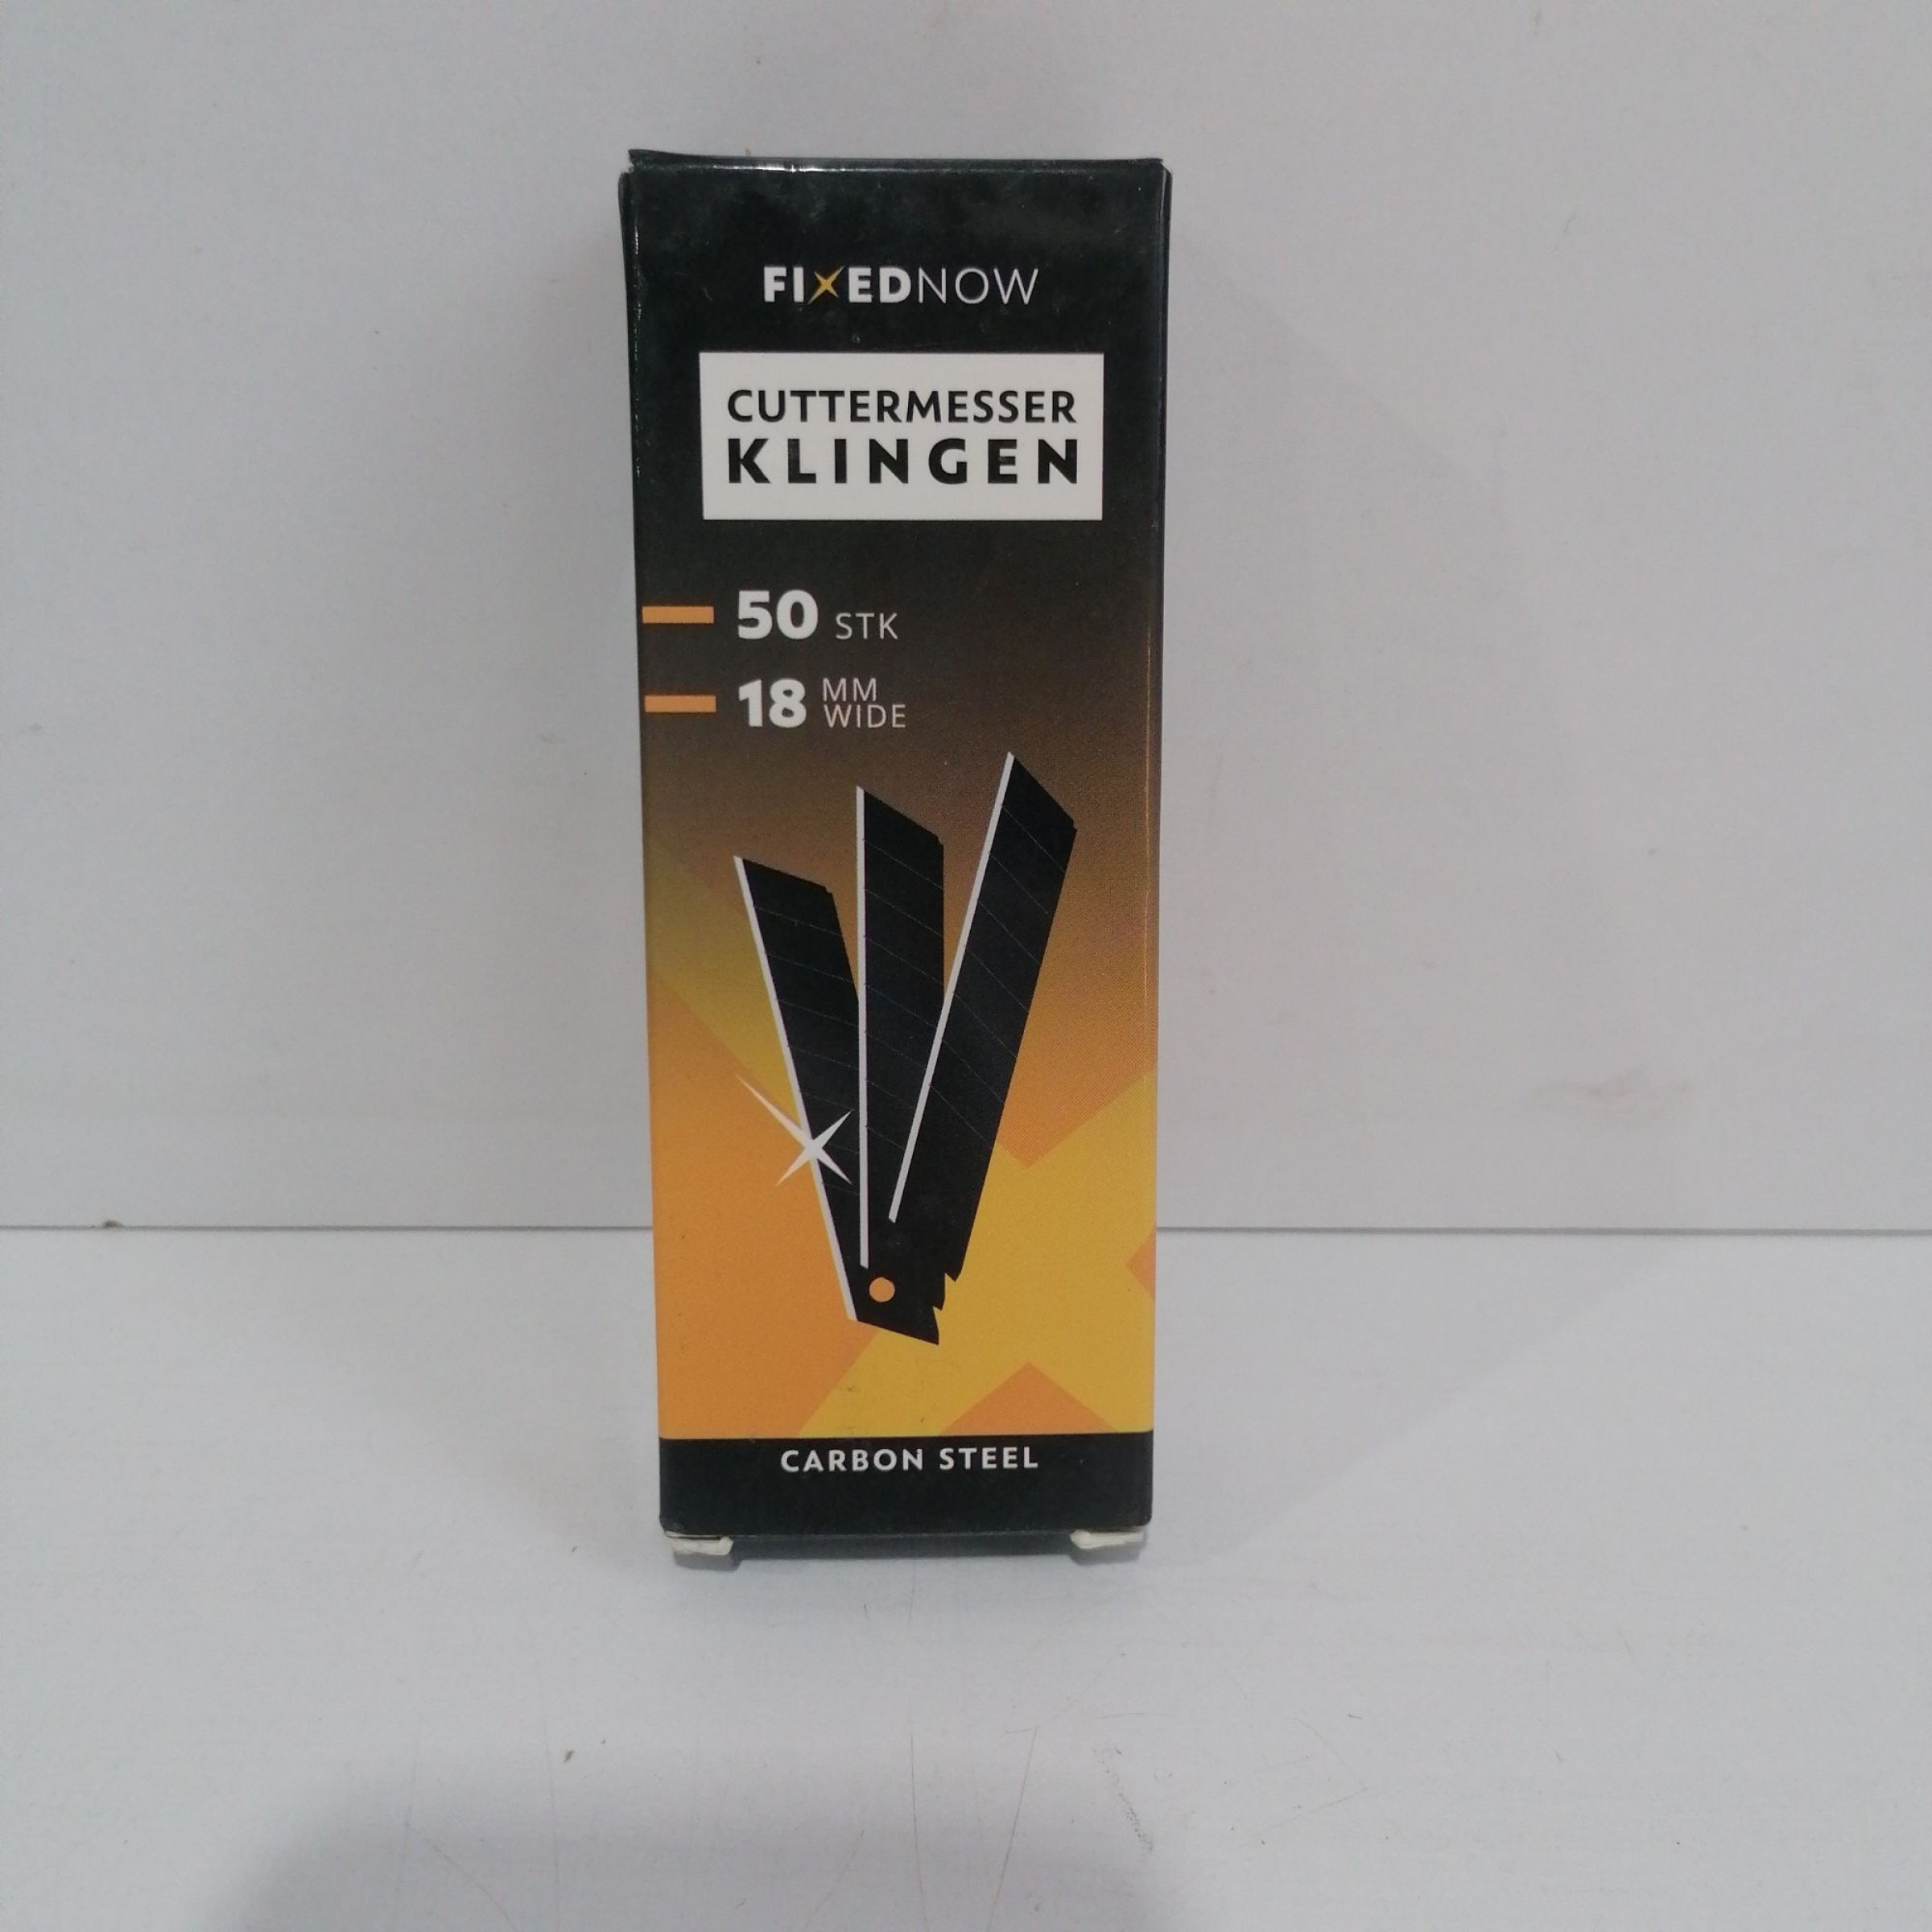 FIXEDNOW
CUTTERMESSER
KLINGEN
50 STK
18 MM
WIDE
CARBON STEEL